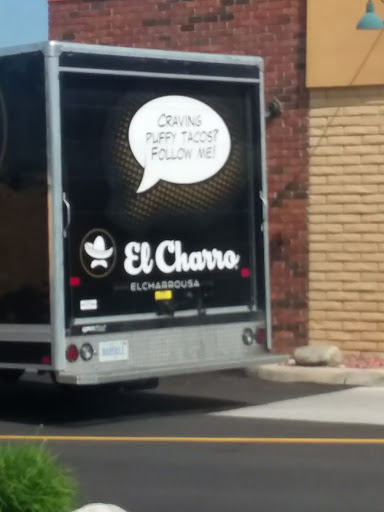 CRAVING
PUFFY TACOS?
FOLLOW ME!
El Charro
ELCHARROUSA